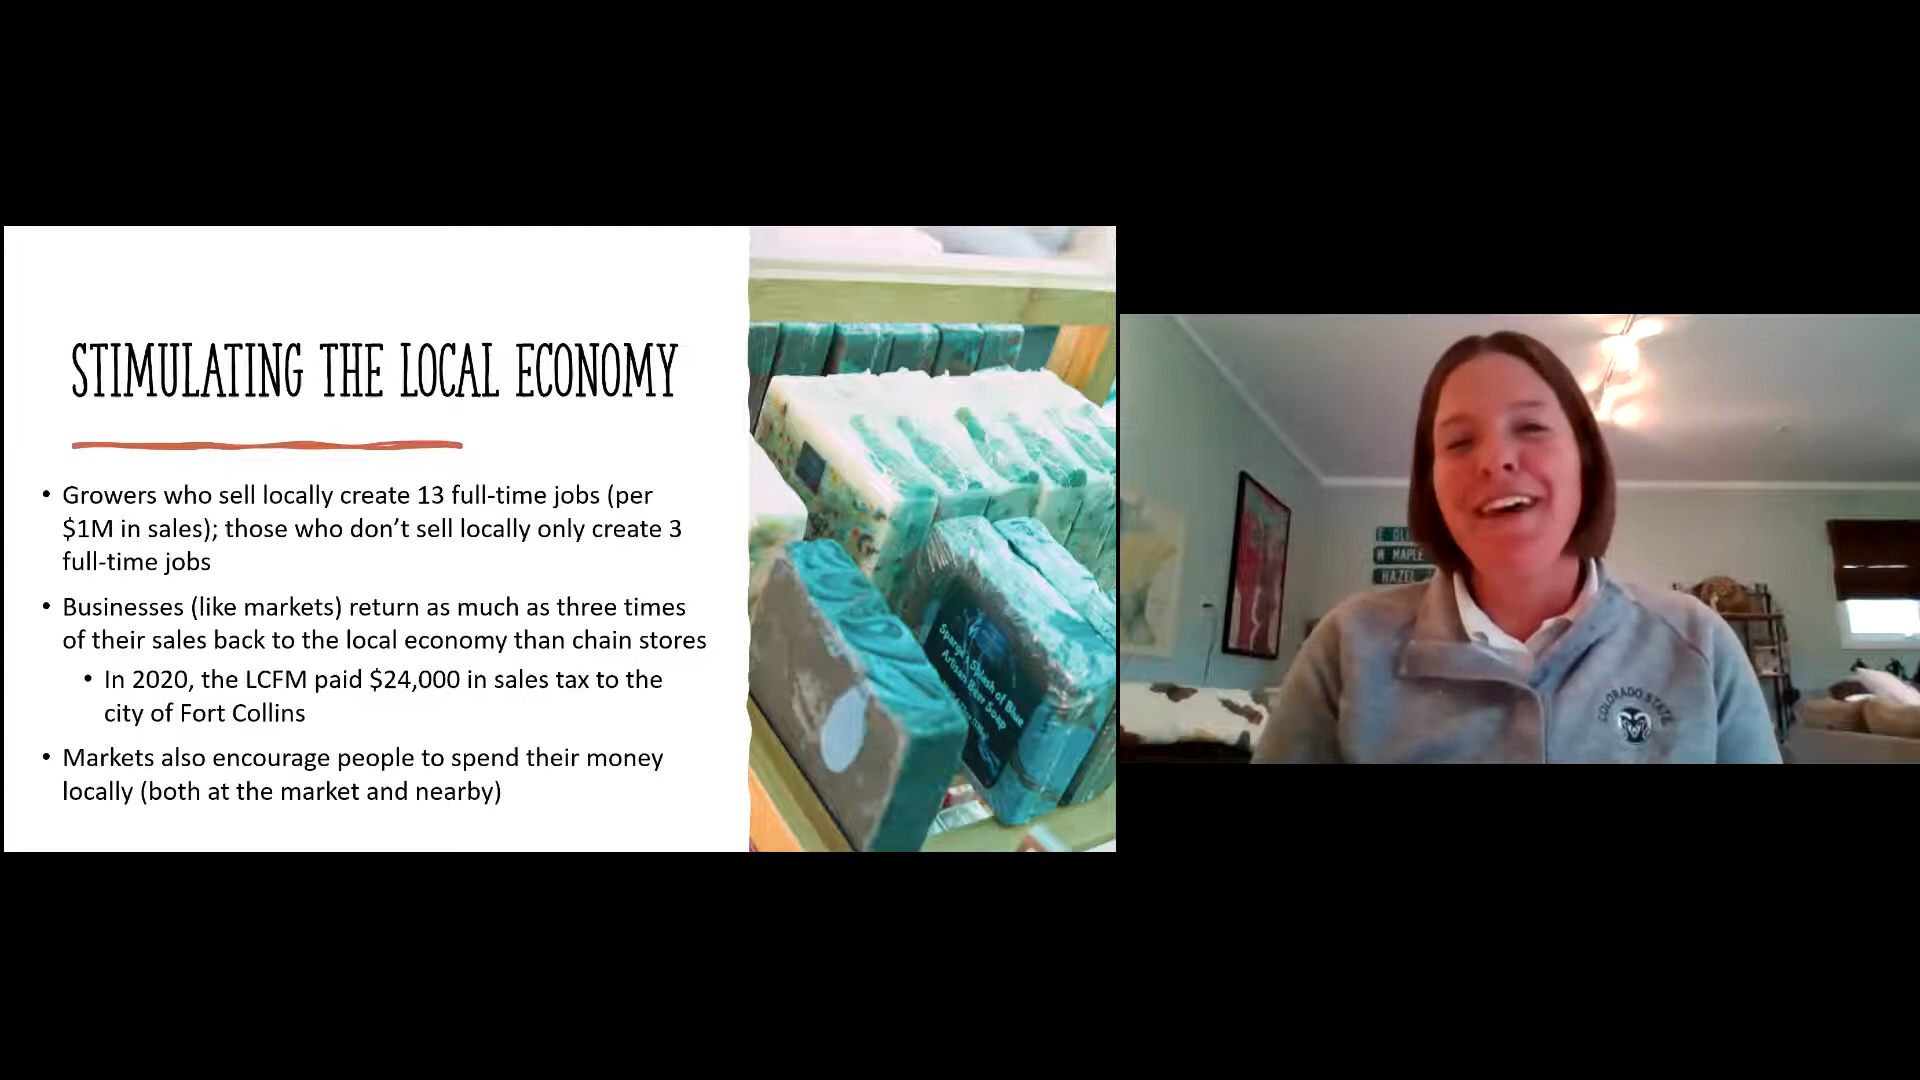 STIMULATING THE LOCAL ECONOMY
• Growers who sell locally create 13 full-time jobs (per
$1M in sales); those who don’t sell locally only create 3
full-time jobs
• Businesses (like markets) return as much as three times
of their sales back to the local economy than chain stores
• In 2020, the LCFM paid $24,000 in sales tax to the
city of Fort Collins
• Markets also encourage people to spend their money
locally (both at the market and nearby)
Splash of Blue
Artisan Beer Soap
W MAPLE
HAZEL
COLORADO STATE